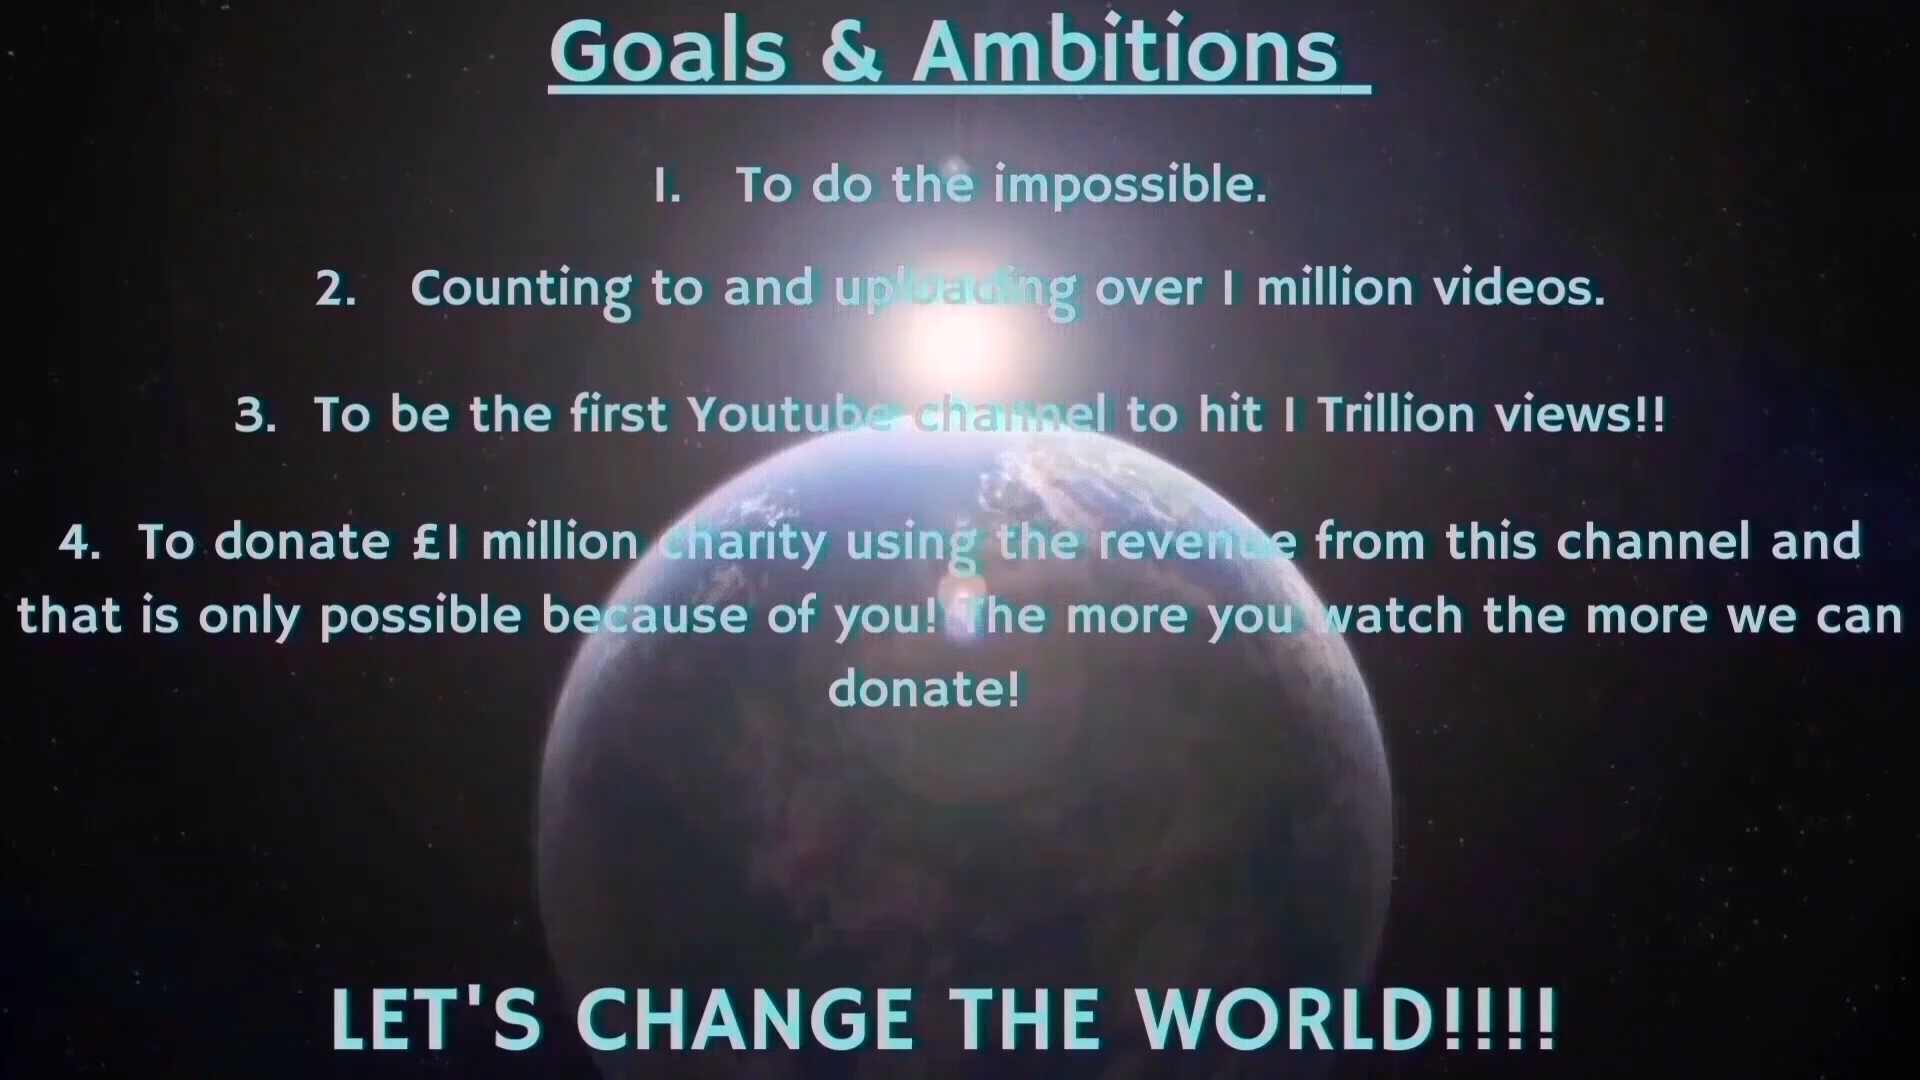 Goals & Ambitions
1. To do the impossible.
2. Counting to and uploading over 1 million videos.
3. To be the first Youtube channel to hit 1 Trillion views!!
4. To donate £1 million charity using the revenue from this channel and
that is only possible because of you! The more you watch the more we can
donate!
LET'S CHANGE THE WORLD!!!!